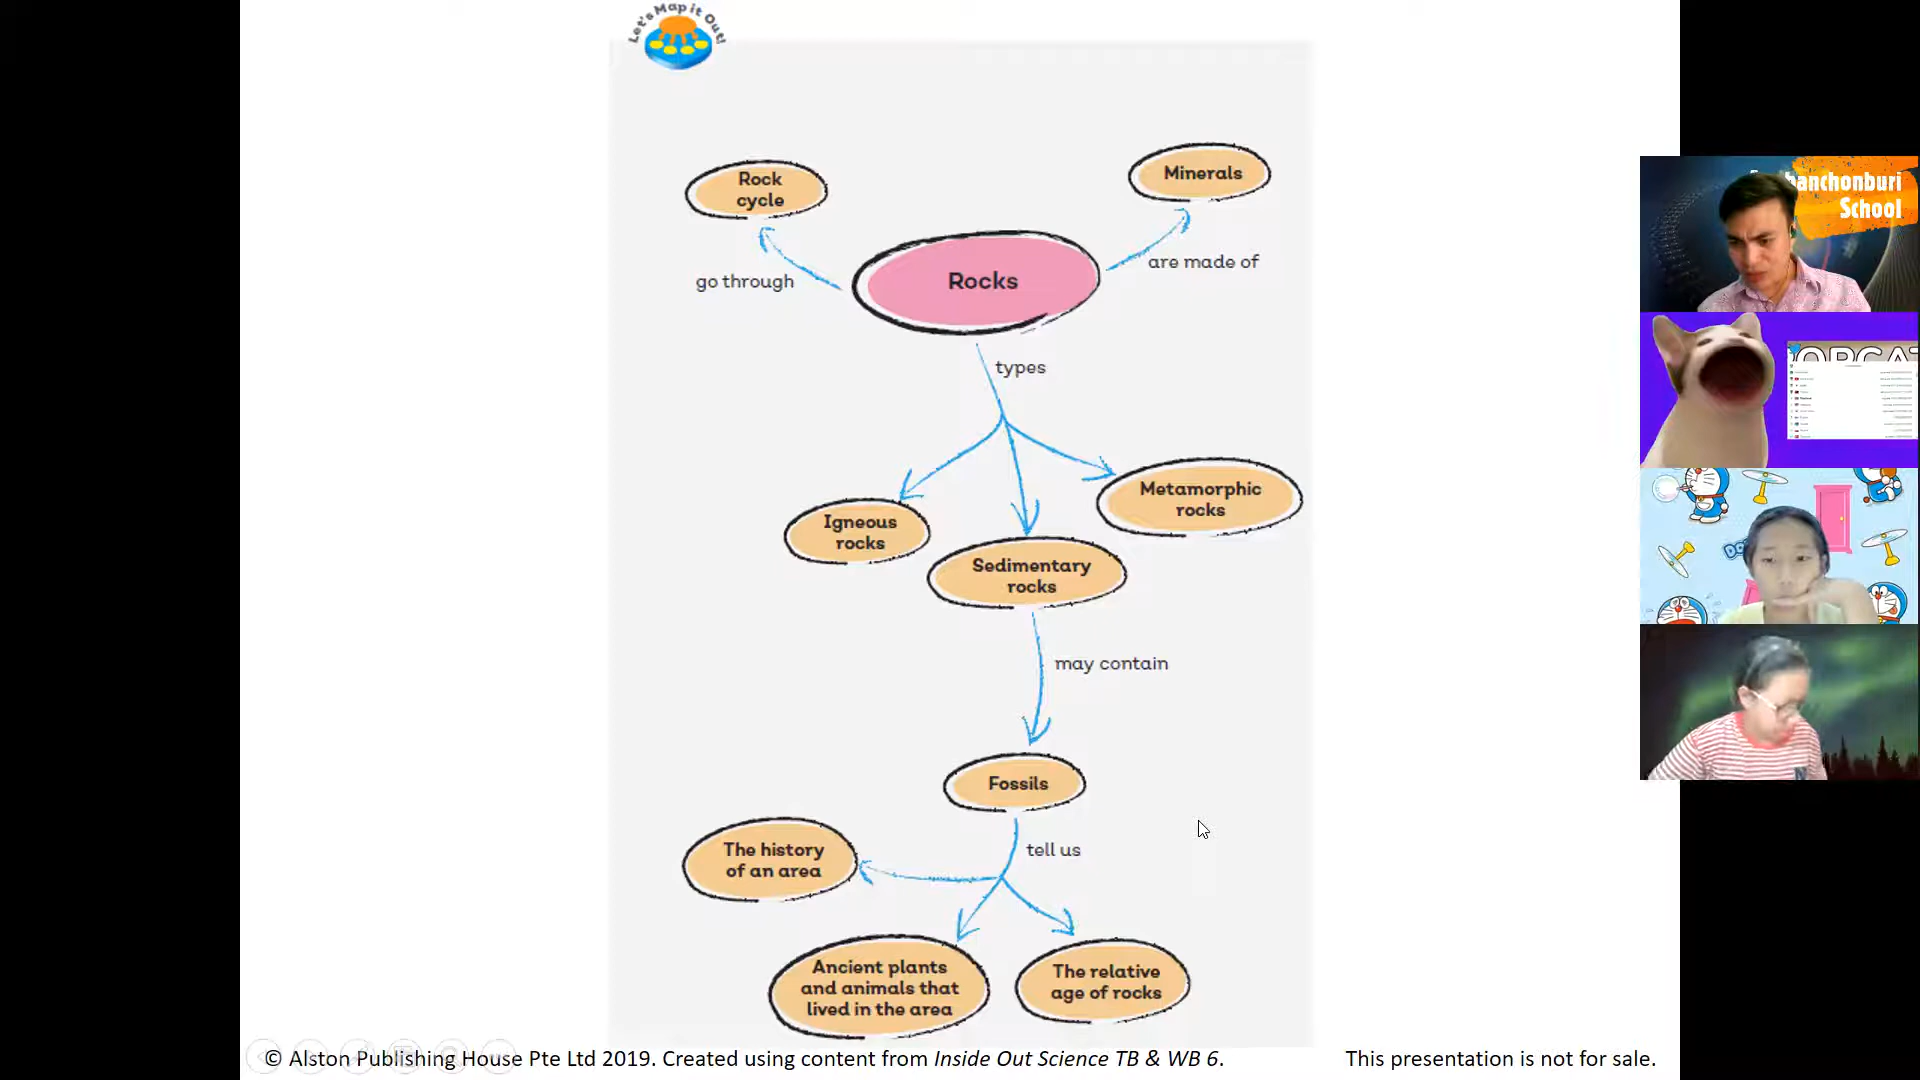 Let's Map it Out!
Rock
cycle
Minerals
go through
Rocks
are made of
types
Igneous
rocks
Sedimentary
rocks
Metamorphic
rocks
may contain
Fossils
tell us
The history
of an area
Ancient plants
and animals that
lived in the area
The relative
age of rocks
© Alston Publishing House Pte Ltd 2019. Created using content from Inside Out Science TB & WB 6.
This presentation is not for sale.
School